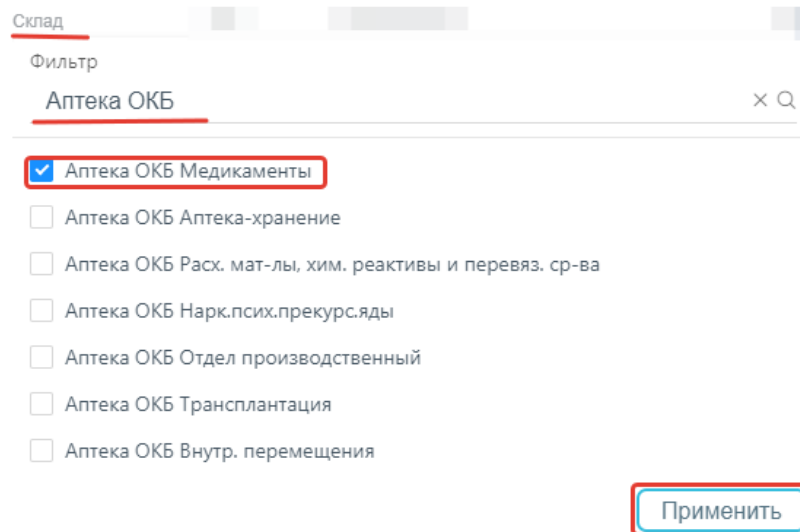 Склад
Фильтр
Аптека ОКБ
Аптека ОКБ Медикаменты
Аптека ОКБ Аптека-хранение
Аптека ОКБ Расх. мат-лы, хим. реактивы и перевяз. ср-ва
Аптека ОКБ Нарк.псих.прекурс.яды
Аптека ОКБ Отдел производственный
Аптека ОКБ Трансплантация
Аптека ОКБ Внутр. перемещения
Применить